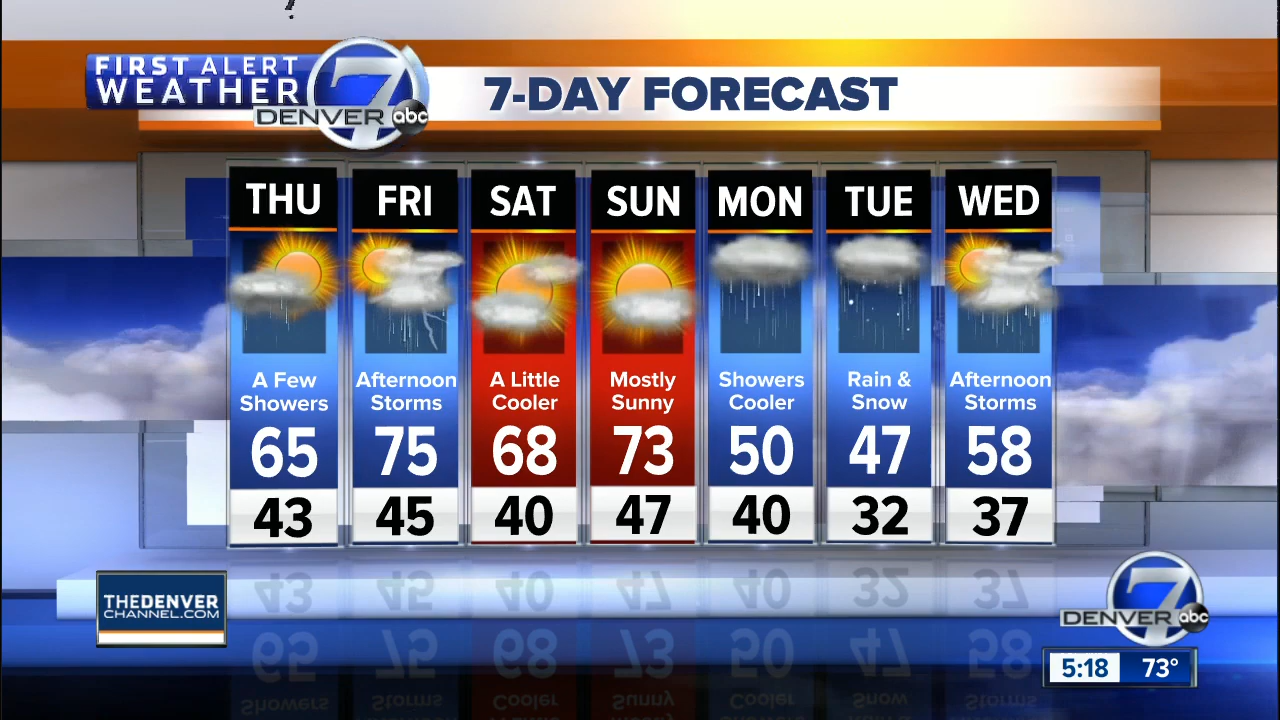 FIRST ALERT
WEATHER
7
DENVER abc
7-DAY FORECAST
THU FRI SAT SUN MON TUE WED
A Few Afternoon A Little Mostly Showers Rain & Afternoon
Showers Storms Cooler Sunny Cooler Snow Storms
65 75 68 73 50 47 58
43 45 40 47 40 32 37
THEDENVER
CHANNEL.COM
7
DENVER abc
5:18 73°